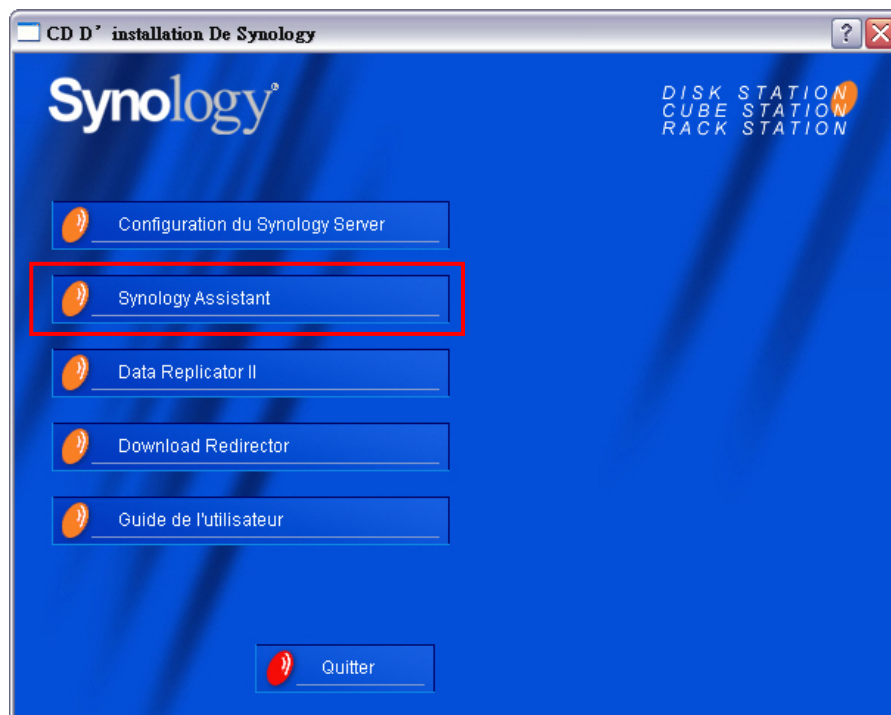 CD D’ installation De Synology
Synology®
DISK STATION
CUBE STATION
RACK STATION
Configuration du Synology Server
Synology Assistant
Data Replicator II
Download Redirector
Guide de l'utilisateur
Quitter